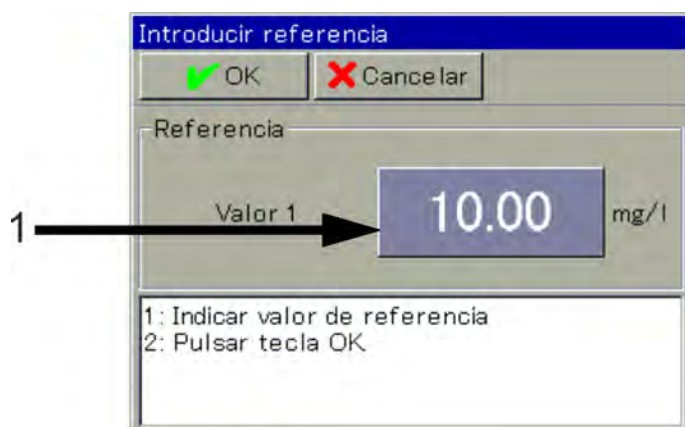 Introducir referencia
OK Cancelar
Referencia
1 Valor 1 10.00 mg/l
1: Indicar valor de referencia
2: Pulsar tecla OK